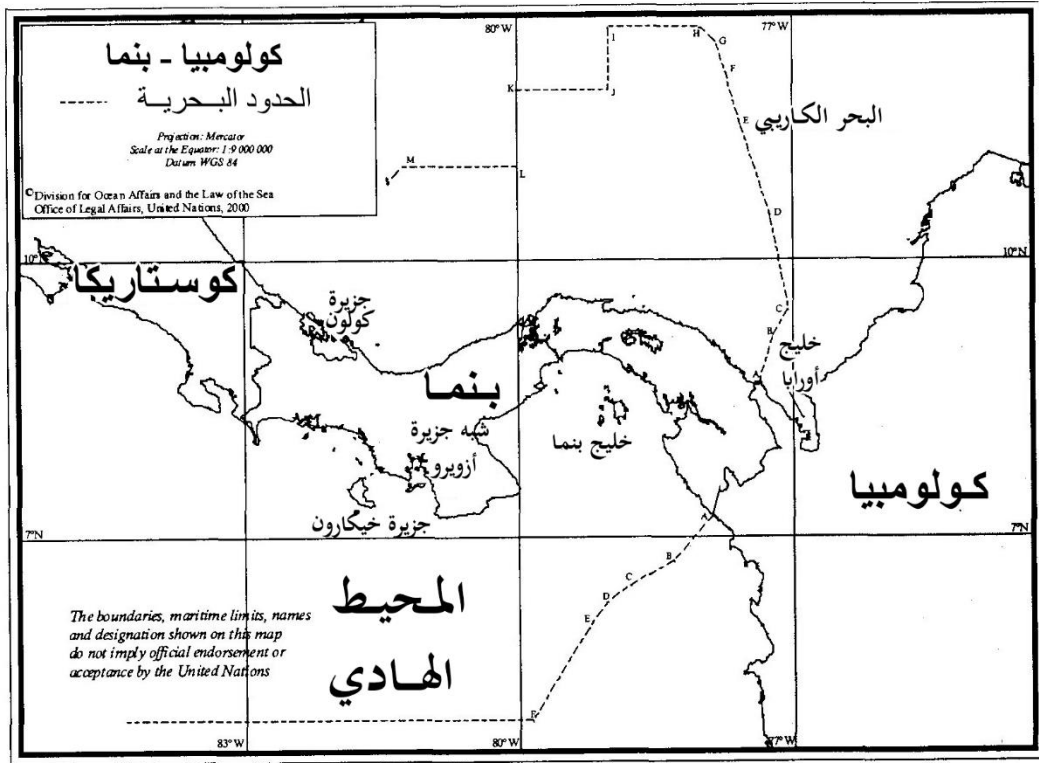 كولومبيا - بنما
الحدود البحرية
Projection: Mercator
Scale at the Equator: 1:9 000 000
Datum WGS 84
©Division for Ocean Affairs and the Law of the Sea
Office of Legal Affairs, United Nations, 2000
80° W
77° W
I
H
G
F
K
J
E
البحر الكاريبي
M
L
D
10° N
10° N
كوستاريكا
جزيرة
كولون
C
B
خليج
أورابا
A
بنما
شبه جزيرة
أزويرو
خليج بنما
كولومبيا
جزيرة خيكارون
A
7° N
7° N
B
C
D
E
المحيط
الهادي
The boundaries, maritime limits, names
and designation shown on this map
do not imply official endorsement or
acceptance by the United Nations
F
83° W
80° W
77° W